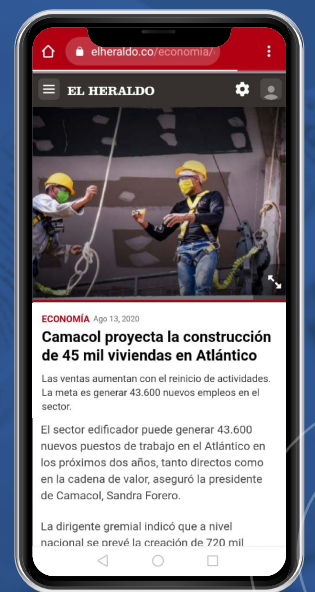 elheraldo.co/economia/
EL HERALDO
ECONOMÍA Ago 13, 2020
Camacol proyecta la construcción
de 45 mil viviendas en Atlántico
Las ventas aumentan con el reinicio de actividades.
La meta es generar 43.600 nuevos empleos en el
sector.
El sector edificador puede generar 43.600
nuevos puestos de trabajo en el Atlántico en
los próximos dos años, tanto directos como
en la cadena de valor, aseguró la presidente
de Camacol, Sandra Forero.
La dirigente gremial indicó que a nivel
nacional se prevé la creación de 720 mil